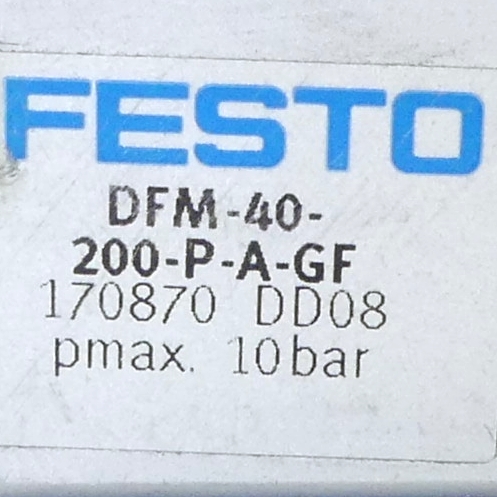 FESTO
DFM-40-
200-P-A-GF
170870 DD08
pmax. 10bar